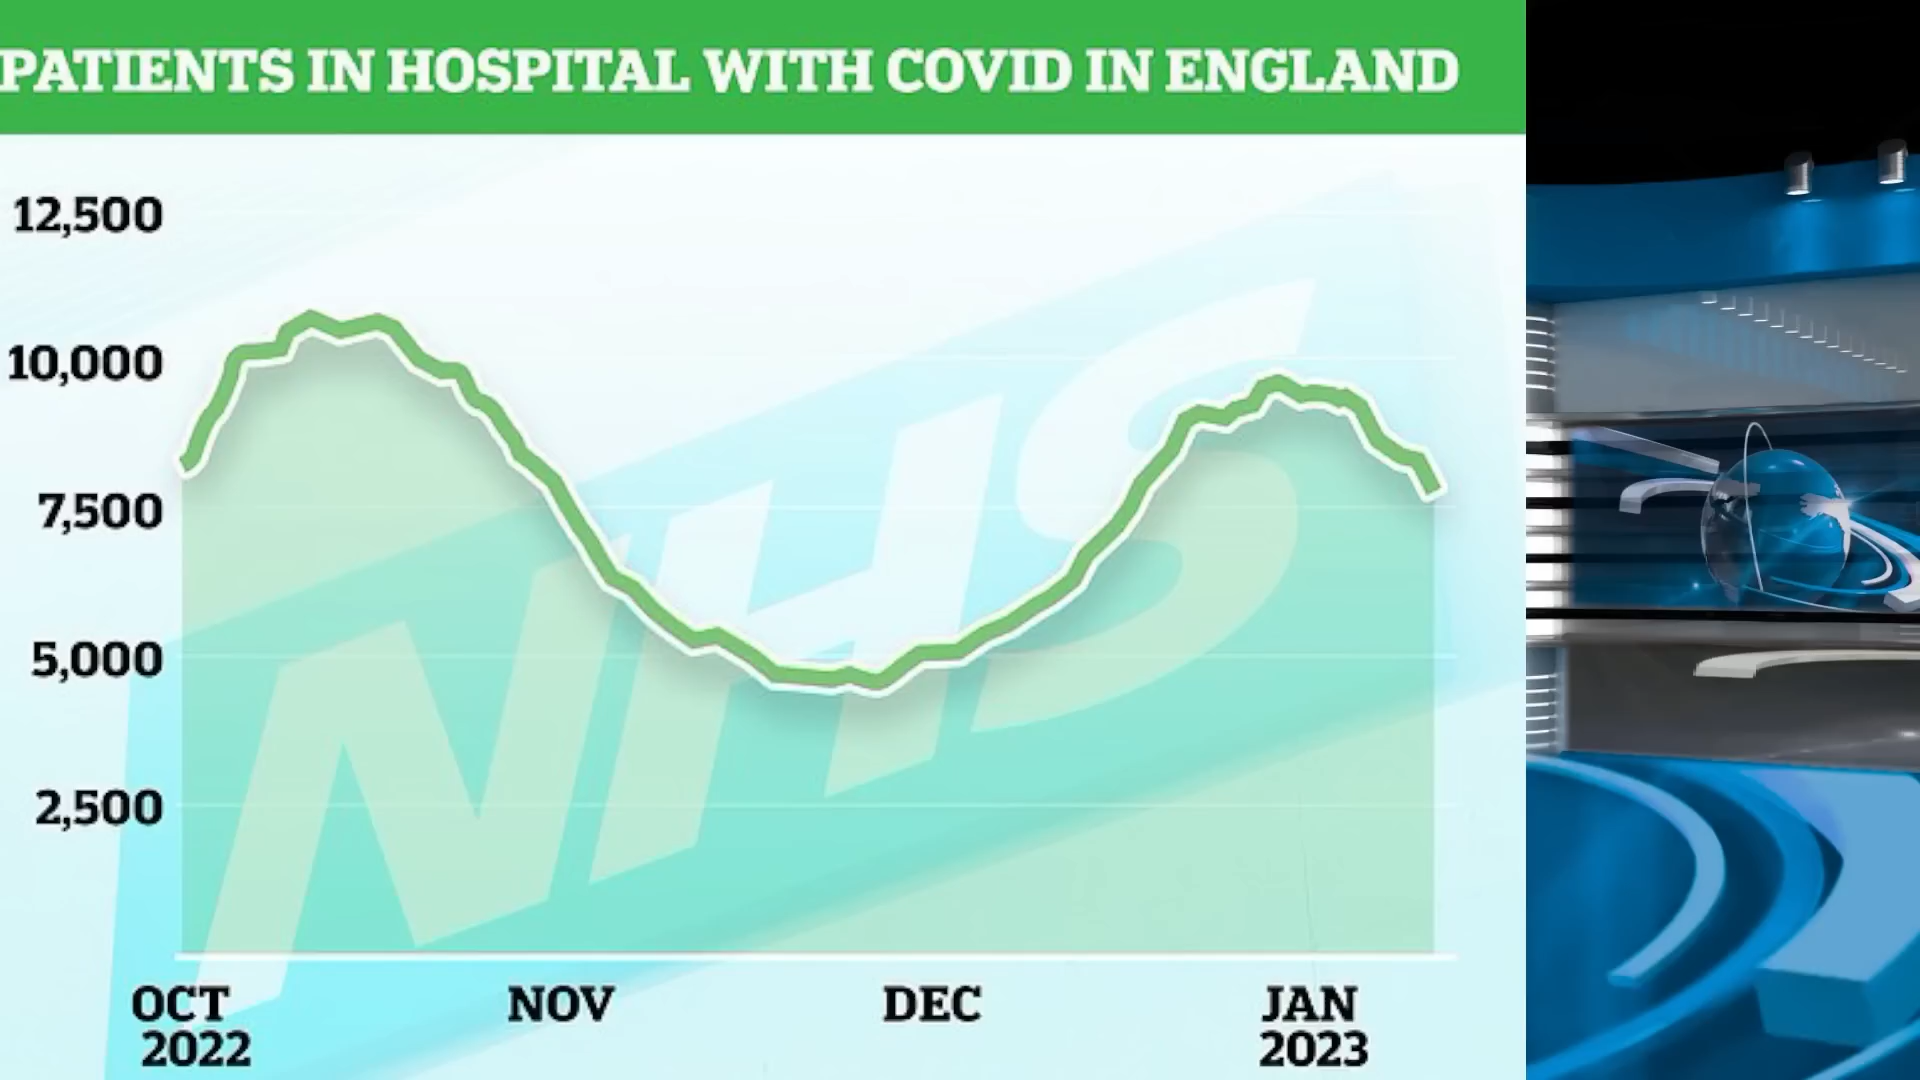 PATIENTS IN HOSPITAL WITH COVID IN ENGLAND
12,500
10,000
7,500
5,000
2,500
NHS
OCT
2022
NOV
DEC
JAN
2023